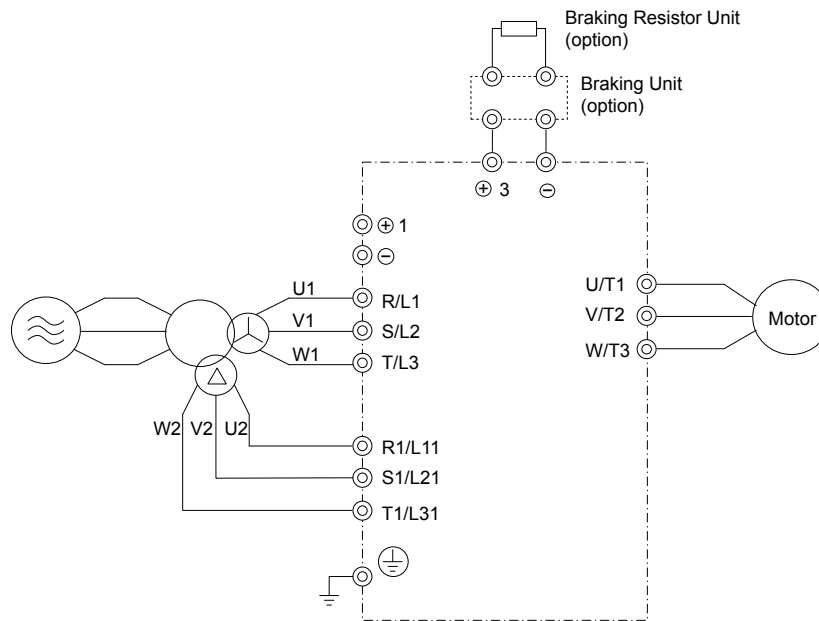 Braking Resistor Unit
(option)
Braking Unit
(option)
⊕ 3
⊖
⊕ 1
⊖
U1
R/L1
V1
S/L2
W1
T/L3
U/T1
V/T2
W/T3
Motor
W2
V2
U2
R1/L11
S1/L21
T1/L31